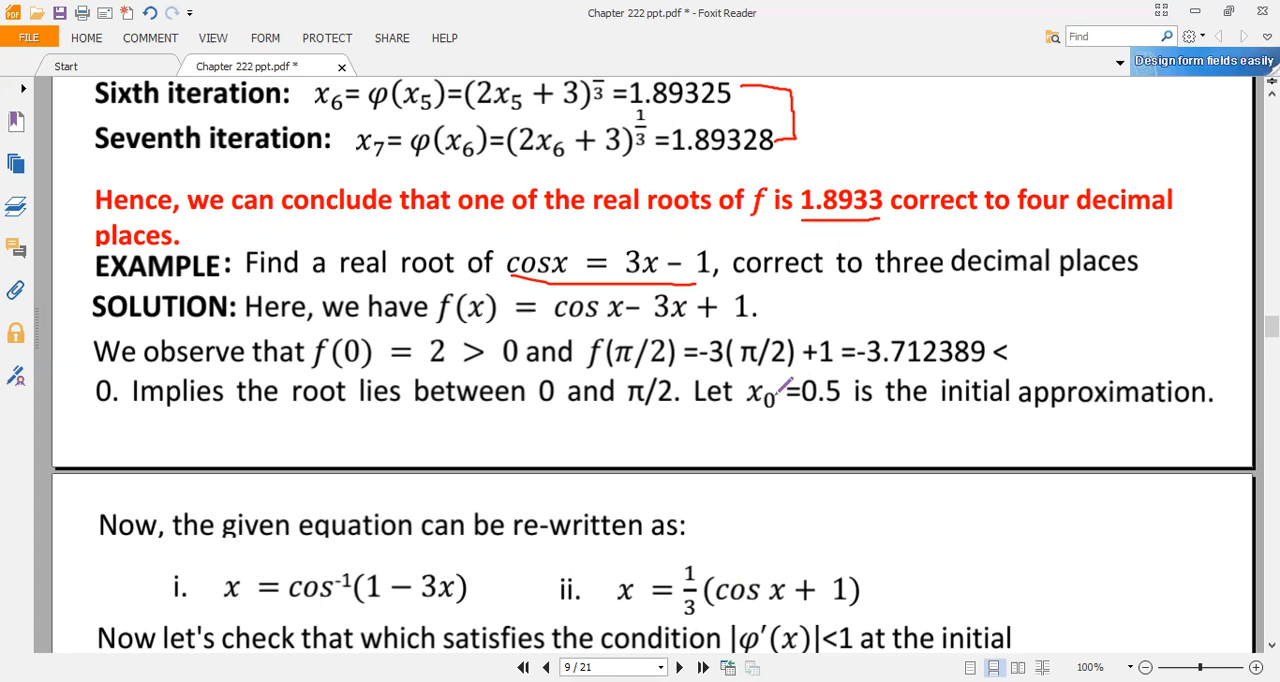 Chapter 222 ppt.pdf * - Foxit Reader
FILE HOME COMMENT VIEW FORM PROTECT SHARE HELP
Find
Start
Chapter 222 ppt.pdf *
Design form fields easily
Sixth iteration: x₆= φ(x₅)=(2x₅ + 3)^(1/3) =1.89325
Seventh iteration: x₇= φ(x₆)=(2x₆ + 3)^(1/3) =1.89328
Hence, we can conclude that one of the real roots of f is 1.8933 correct to four decimal
places.
EXAMPLE: Find a real root of cosx = 3x − 1, correct to three decimal places
SOLUTION: Here, we have f(x) = cos x− 3x + 1.
We observe that f(0) = 2 > 0 and f(π/2) =-3( π/2) +1 =-3.712389 <
0. Implies the root lies between 0 and π/2. Let x₀ =0.5 is the initial approximation.
Now, the given equation can be re-written as:
i. x = cos⁻¹(1 − 3x) ii. x = 1/3 (cos x + 1)
Now let's check that which satisfies the condition |φ′(x)|<1 at the initial
9 / 21
100%